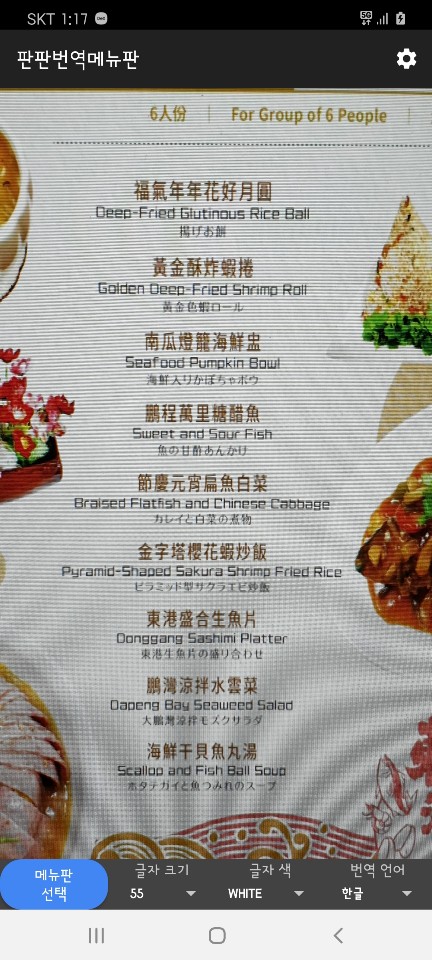 SKT 1:17
5G
판판번역메뉴판
6人份 | For Group of 6 People |
福氣年年花好月圓
Deep-Fried Glutinous Rice Ball
揚げお餅
黃金酥炸蝦捲
Golden Deep-Fried Shrimp Roll
黃金色蝦ロール
南瓜燈籠海鮮盅
Seafood Pumpkin Bowl
海鮮入りかぼちゃボウ
鵬程萬里糖醋魚
Sweet and Sour Fish
魚の甘酢あんかけ
節慶元宵扁魚白菜
Braised Flatfish and Chinese Cabbage
カレイと白菜の煮物
金字塔櫻花蝦炒飯
Pyramid-Shaped Sakura Shrimp Fried Rice
ピラミッド型サクラエビ炒飯
東港盛合生魚片
Donggang Sashimi Platter
東港生魚片の盛り合わせ
鵬灣涼拌水雲菜
Dapeng Bay Seaweed Salad
大鵬灣涼拌モズクサラダ
海鮮干貝魚丸湯
Scallop and Fish Ball Soup
ホタテガイと魚つみれのスープ
메뉴판
선택
글자 크기 글자 색 번역 언어
55 WHITE 한글